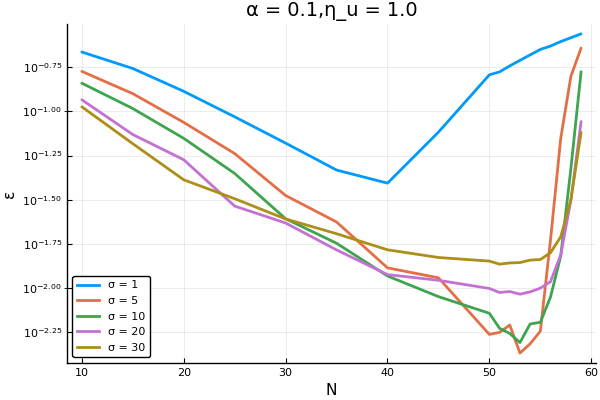 α = 0.1,η_u = 1.0
ε
10^-0.75
10^-1.00
10^-1.25
10^-1.50
10^-1.75
10^-2.00
10^-2.25
σ = 1
σ = 5
σ = 10
σ = 20
σ = 30
10 20 30 40 50 60
N